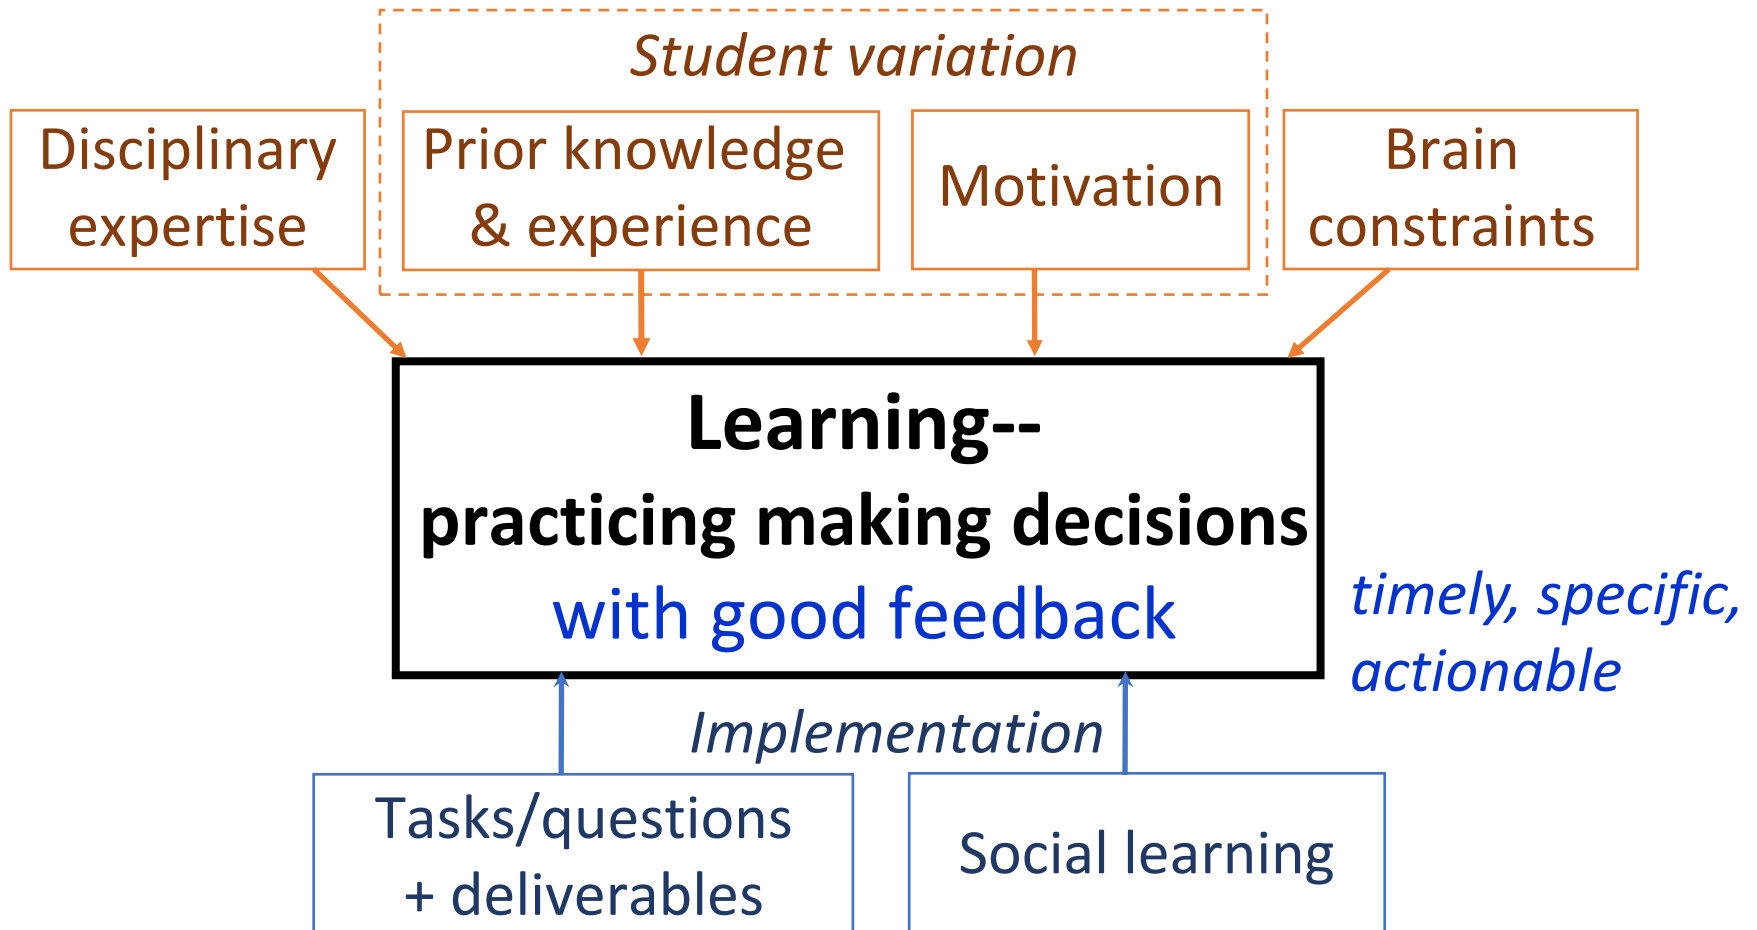 Student variation
Disciplinary
expertise
Prior knowledge
& experience
Motivation
Brain
constraints
Learning--
practicing making decisions
with good feedback
timely, specific,
actionable
Implementation
Tasks/questions
+ deliverables
Social learning